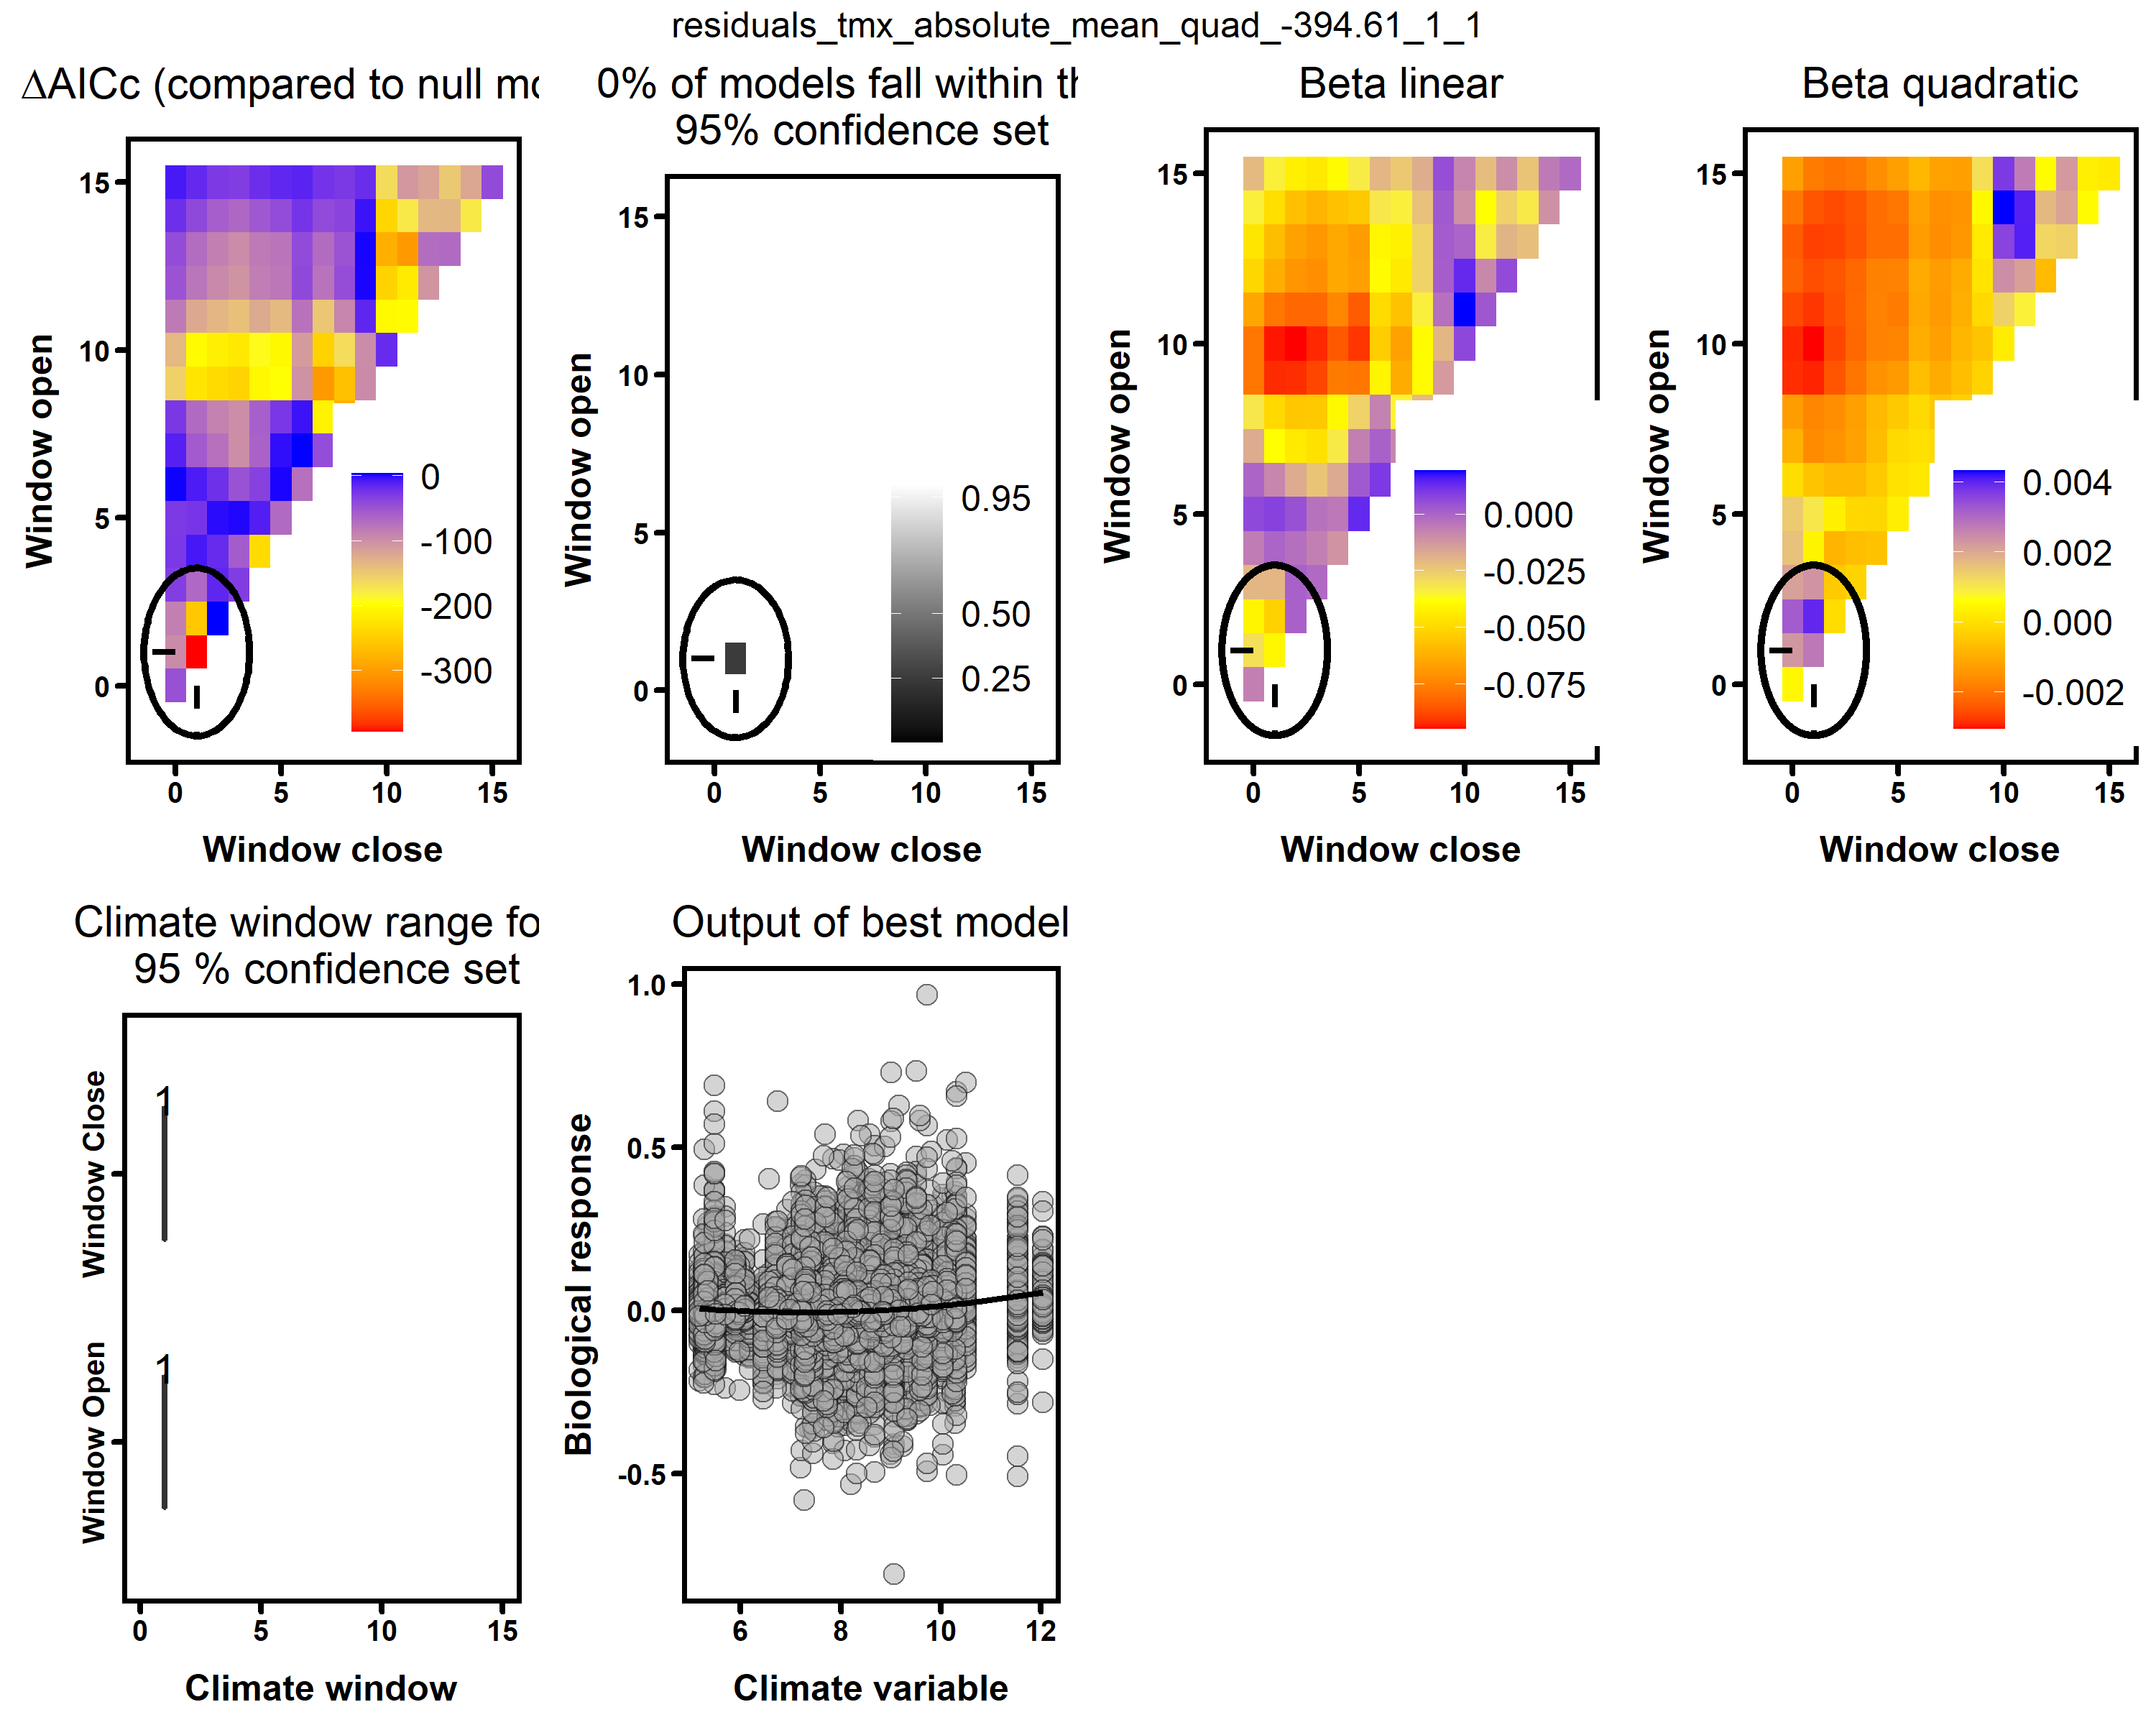 residuals_tmx_absolute_mean_quad_-394.61_1_1
ΔAICc (compared to null mo
Window open
15
10
5
0
0
-100
-200
-300
0 5 10 15
Window close
0% of models fall within th
95% confidence set
Window open
15
10
5
0
0.95
0.50
0.25
0 5 10 15
Window close
Beta linear
Window open
15
10
5
0
0.000
-0.025
-0.050
-0.075
0 5 10 15
Window close
Beta quadratic
Window open
15
10
5
0
0.004
0.002
0.000
-0.002
0 5 10 15
Window close
Climate window range fo
95 % confidence set
Window Close
Window Open
1
1
0 5 10 15
Climate window
Output of best model
Biological response
1.0
0.5
0.0
-0.5
6 8 10 12
Climate variable